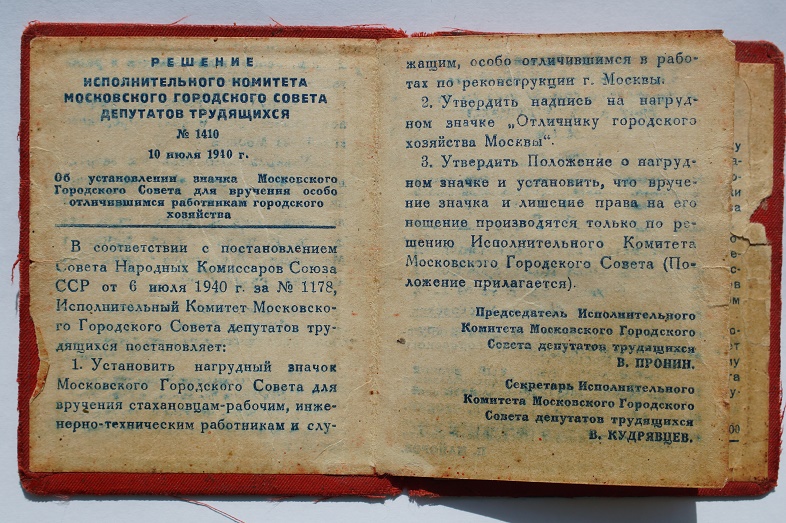 РЕШЕНИЕ
ИСПОЛНИТЕЛЬНОГО КОМИТЕТА
МОСКОВСКОГО ГОРОДСКОГО СОВЕТА
ДЕПУТАТОВ ТРУДЯЩИХСЯ
№ 1410
10 июля 1940 г.
Об установлении значка Московского
Городского Совета для вручения особо
отличившимся работникам городского
хозяйства
В соответствии с постановлением
Совета Народных Комиссаров Союза
ССР от 6 июля 1940 г. за № 1178,
Исполнительный Комитет Московско-
го Городского Совета депутатов тру-
дящихся постановляет:
1. Установить нагрудный значок
Московского Городского Совета для
вручения стахановцам-рабочим, инже-
нерно-техническим работникам и слу-
жащим, особо отличившимся в рабо-
тах по реконструкции г. Москвы.
2. Утвердить надпись на нагруд-
ном значке „Отличнику городского
хозяйства Москвы“.
3. Утвердить Положение о нагруд-
ном значке и установить, что вруче-
ние значка и лишение права на его
ношение производятся только по ре-
шению Исполнительного Комитета
Московского Городского Совета (По-
ложение прилагается).
Председатель Исполнительного
Комитета Московского Городского
Совета депутатов трудящихся
В. ПРОНИН.
Секретарь Исполнительного
Комитета Московского Городского
Совета депутатов трудящихся
В. КУДРЯВЦЕВ.